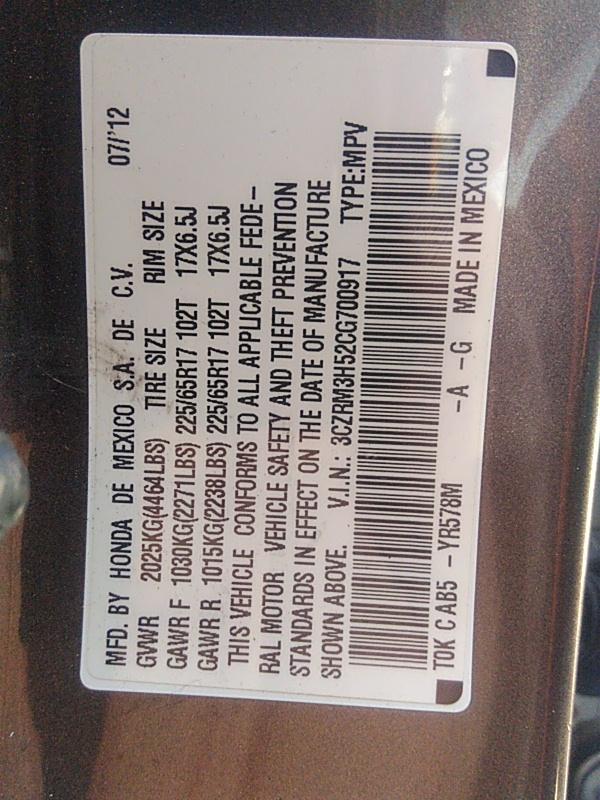 MFD. BY HONDA DE MEXICO S.A. DE C.V. 07/'12
GVWR 2025KG(4464LBS) TIRE SIZE RIM SIZE
GAWR F 1030KG(2271LBS) 225/65R17 102T 17X6.5J
GAWR R 1015KG(2238LBS) 225/65R17 102T 17X6.5J
THIS VEHICLE CONFORMS TO ALL APPLICABLE FEDE-
RAL MOTOR VEHICLE SAFETY AND THEFT PREVENTION
STANDARDS IN EFFECT ON THE DATE OF MANUFACTURE
SHOWN ABOVE. V.I.N.: 3CZRM3H52CG700917 TYPE:MPV
T0K C AB5 -YR578M -A -G MADE IN MEXICO